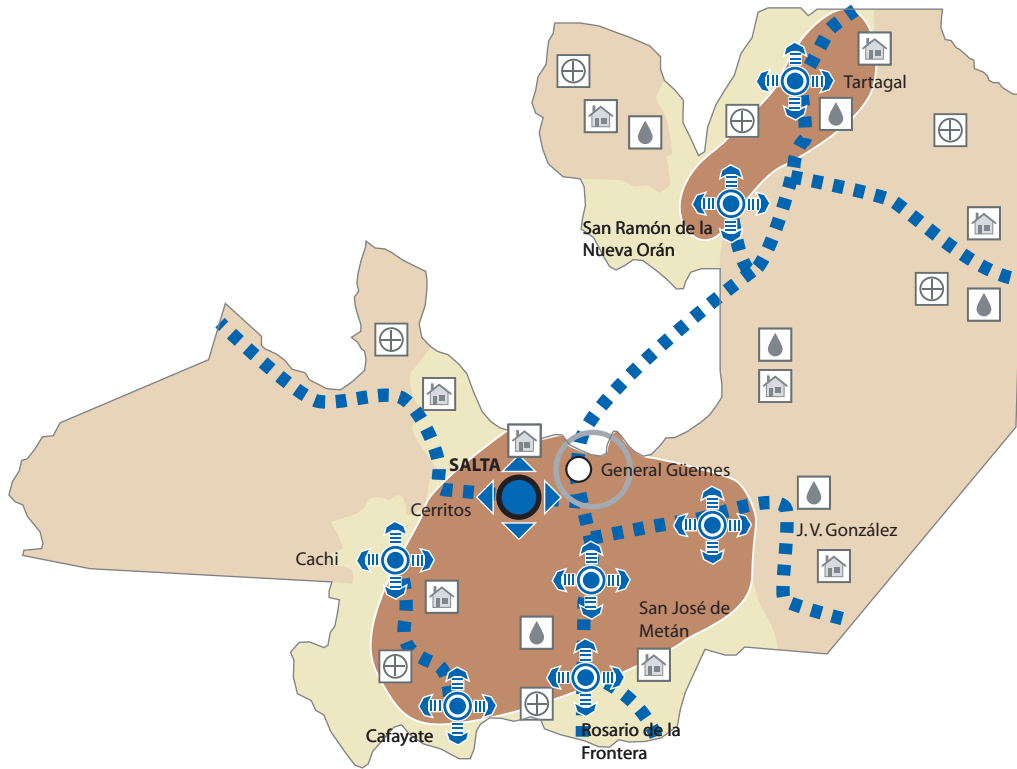 Tartagal
San Ramón de la
Nueva Orán
SALTA
General Güemes
Cerritos
J. V. González
Cachi
San José de
Metán
Cafayate
Rosario de la
Frontera